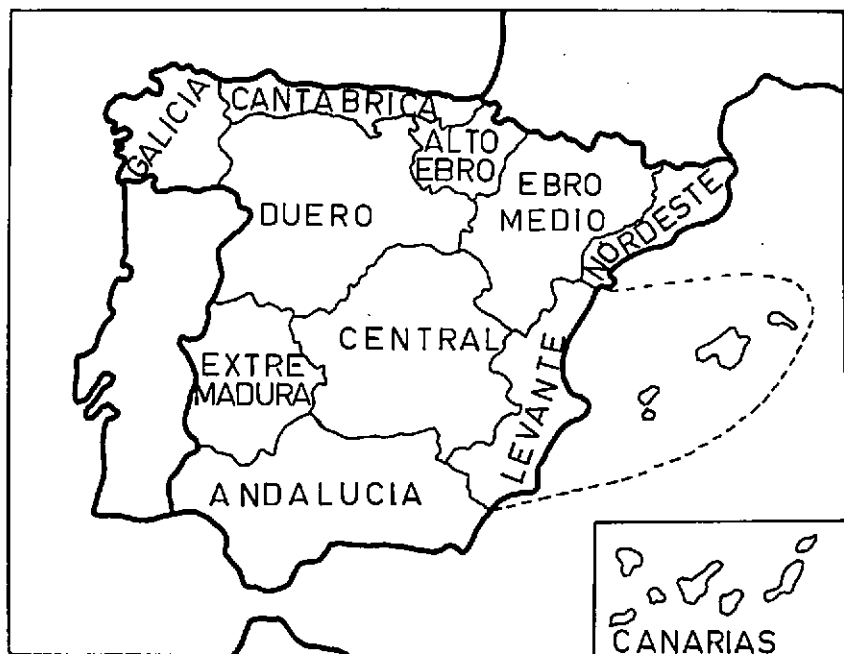 GALICIA
CANTABRICA
ALTO
EBRO
EBRO
MEDIO
NORDESTE
DUERO
CENTRAL
EXTRE
MADURA
LEVANTE
ANDALUCIA
CANARIAS